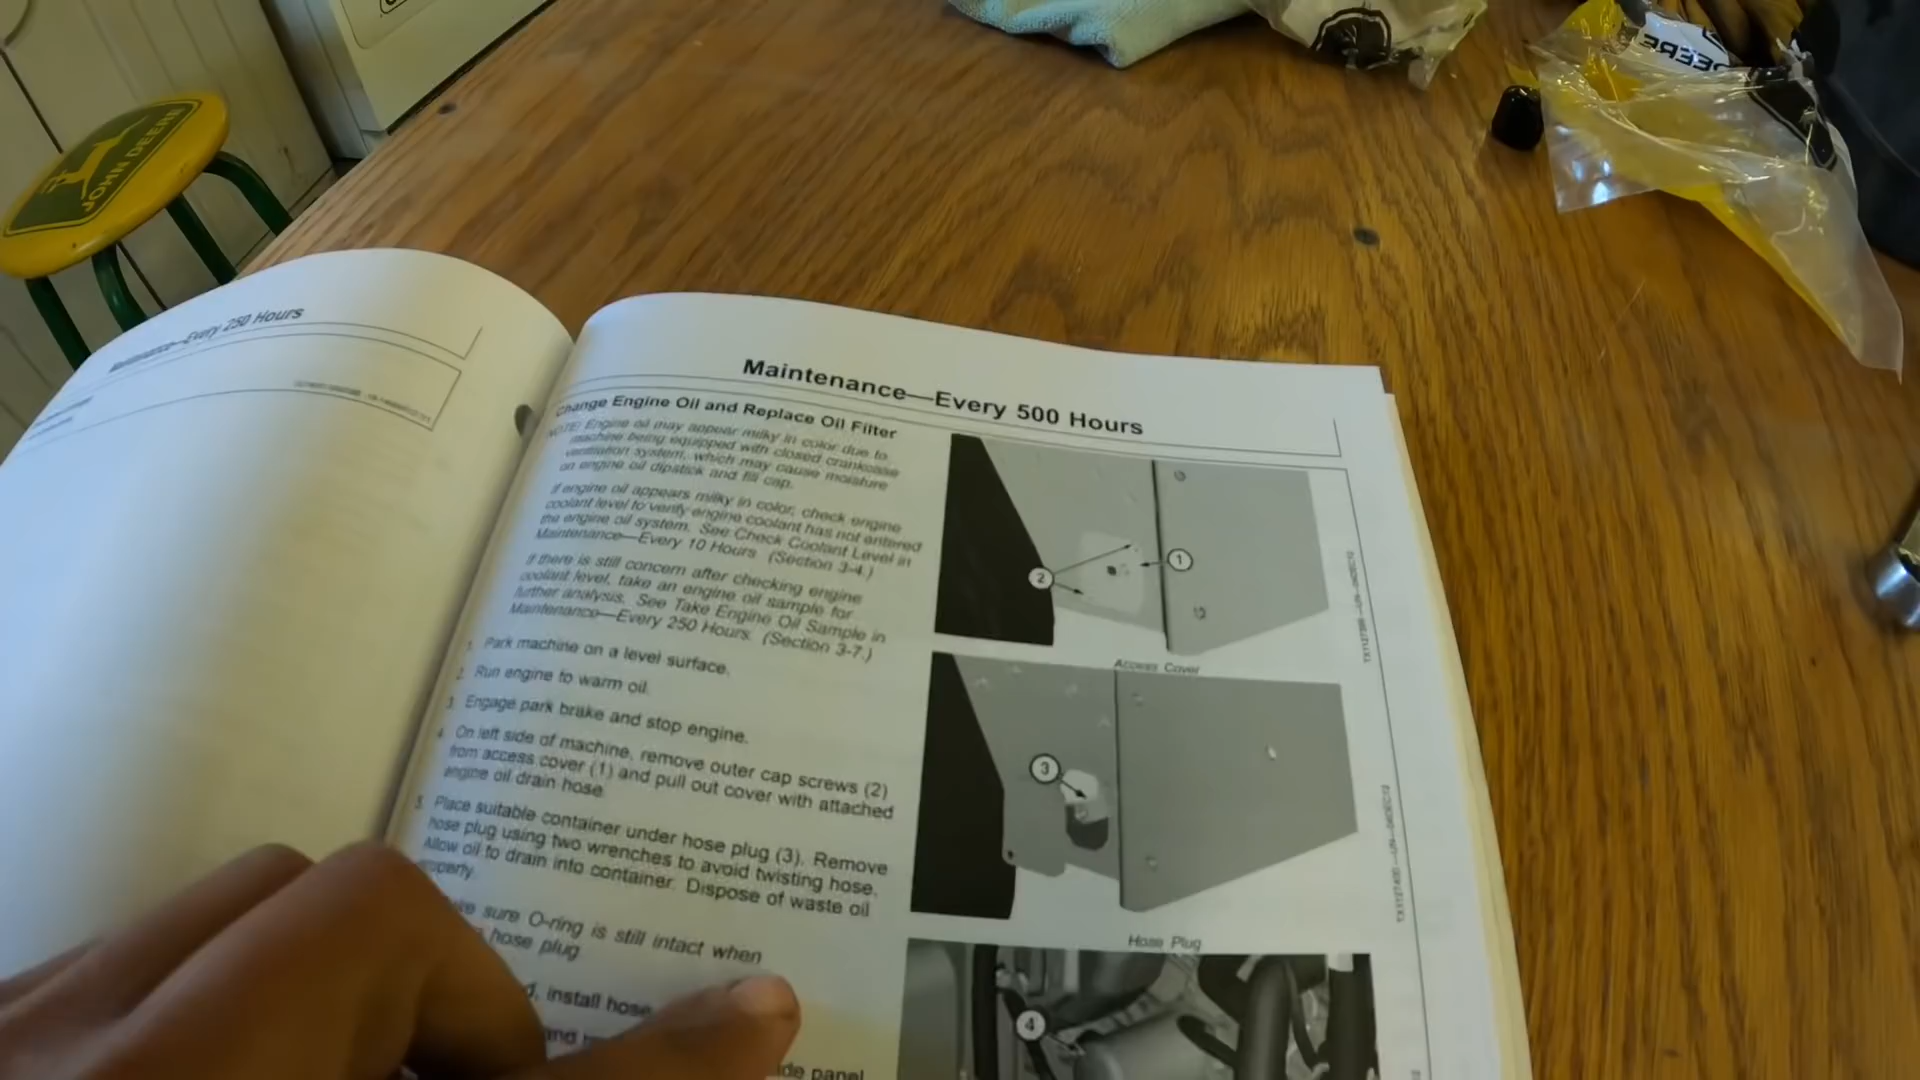 JOHN DEERE
DEERE
Maintenance—Every 250 Hours
Maintenance—Every 500 Hours
Change Engine Oil and Replace Oil Filter
NOTE: Engine oil may appear milky in color due to
machine being equipped with closed crankcase
ventilation system, which may cause moisture
on engine oil dipstick and fill cap.
If engine oil appears milky in color, check engine
coolant level to verify engine coolant has not entered
the engine oil system. See Check Coolant Level in
Maintenance—Every 10 Hours. (Section 3-4.)
If there is still concern after checking engine
coolant level, take an engine oil sample for
further analysis. See Take Engine Oil Sample in
Maintenance—Every 250 Hours. (Section 3-7.)
1. Park machine on a level surface.
2. Run engine to warm oil.
3. Engage park brake and stop engine.
4. On left side of machine, remove outer cap screws (2)
from access cover (1) and pull out cover with attached
engine oil drain hose.
5. Place suitable container under hose plug (3). Remove
hose plug using two wrenches to avoid twisting hose.
Allow oil to drain into container. Dispose of waste oil
properly.
sure O-ring is still intact when
hose plug
install hose
and
side panel
2
1
Access Cover
3
Hose Plug
4